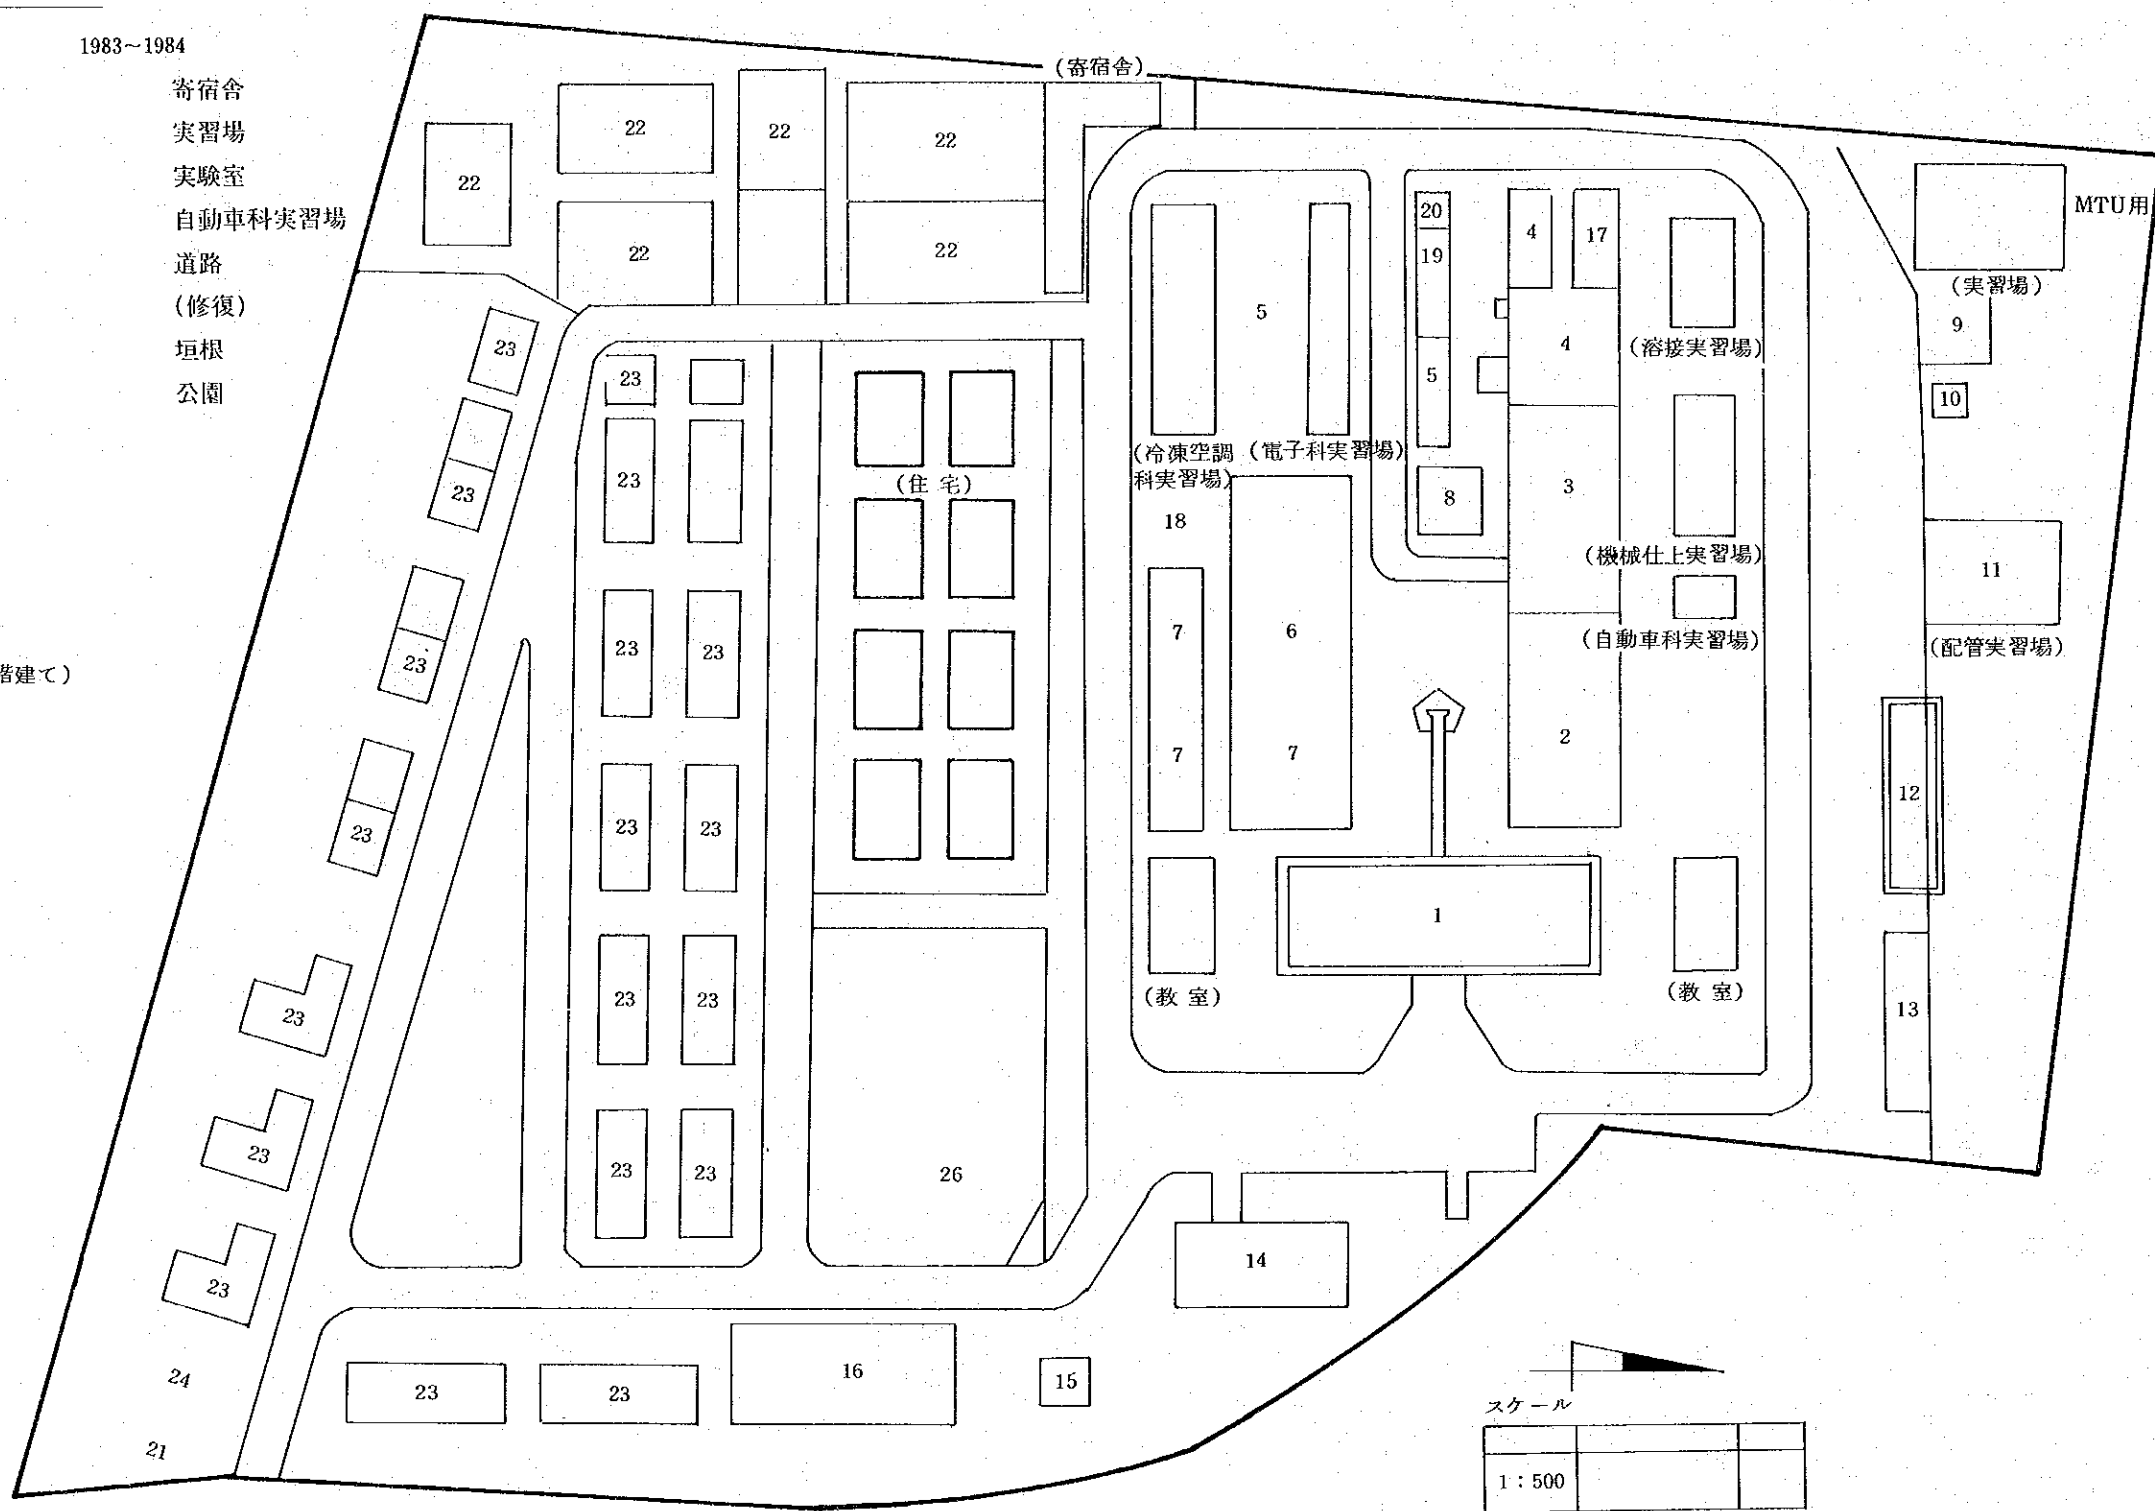 1983~1984
寄宿舎
実習場
実験室
自動車科実習場
道路
(修復)
垣根
公園
階建て)
(寄宿舎)
22
22
22
22
22
22
MTU用
(実習場)
5
20
19
5
4
17
4
(溶接実習場)
9
10
23
23
23
23
(住 宅)
(冷凍空調
科実習場)
(電子科実習場)
18
8
3
(機械仕上実習場)
11
(配管実習場)
23
23
23
7
6
(自動車科実習場)
2
7
7
12
23
23
23
1
(教 室)
(教 室)
13
23
23
23
23
23
23
26
23
14
24
21
23
23
16
15
スケール
1:500